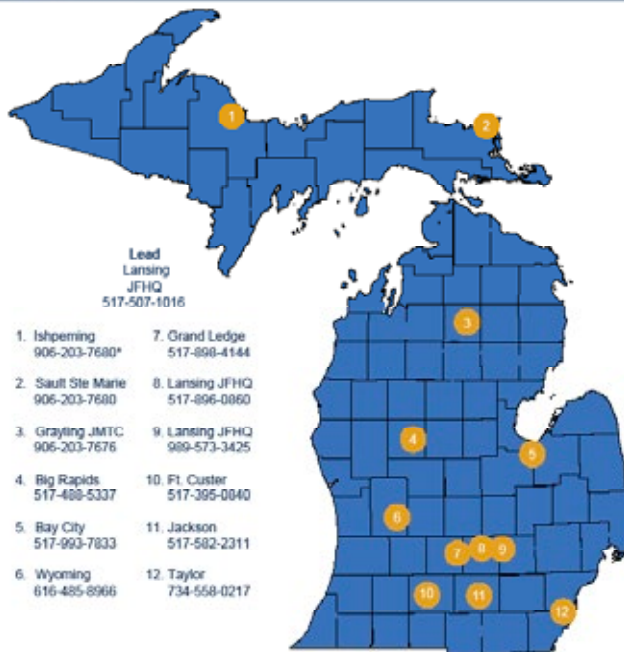 Lead
Lansing
JFHQ
517-507-1016
1. Ishpeming
906-203-7680*
2. Sault Ste Marie
906-203-7680
3. Grayling JMTC
906-203-7676
4. Big Rapids
517-488-5337
5. Bay City
517-993-7833
6. Wyoming
616-485-8966
7. Grand Ledge
517-898-4144
8. Lansing JFHQ
517-896-0860
9. Lansing JFHQ
989-573-3425
10. Ft. Custer
517-395-0840
11. Jackson
517-582-2311
12. Taylor
734-558-0217
1
2
3
4
5
6
7 8 9
10 11
12